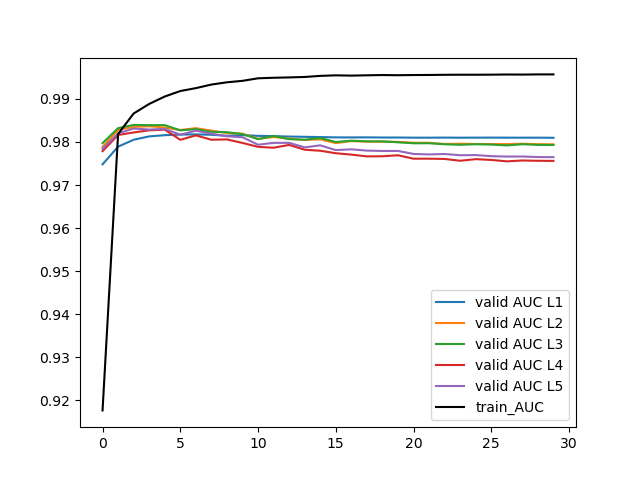 0.99
0.98
0.97
0.96
0.95
0.94
0.93
0.92
0 5 10 15 20 25 30
valid AUC L1
valid AUC L2
valid AUC L3
valid AUC L4
valid AUC L5
train_AUC